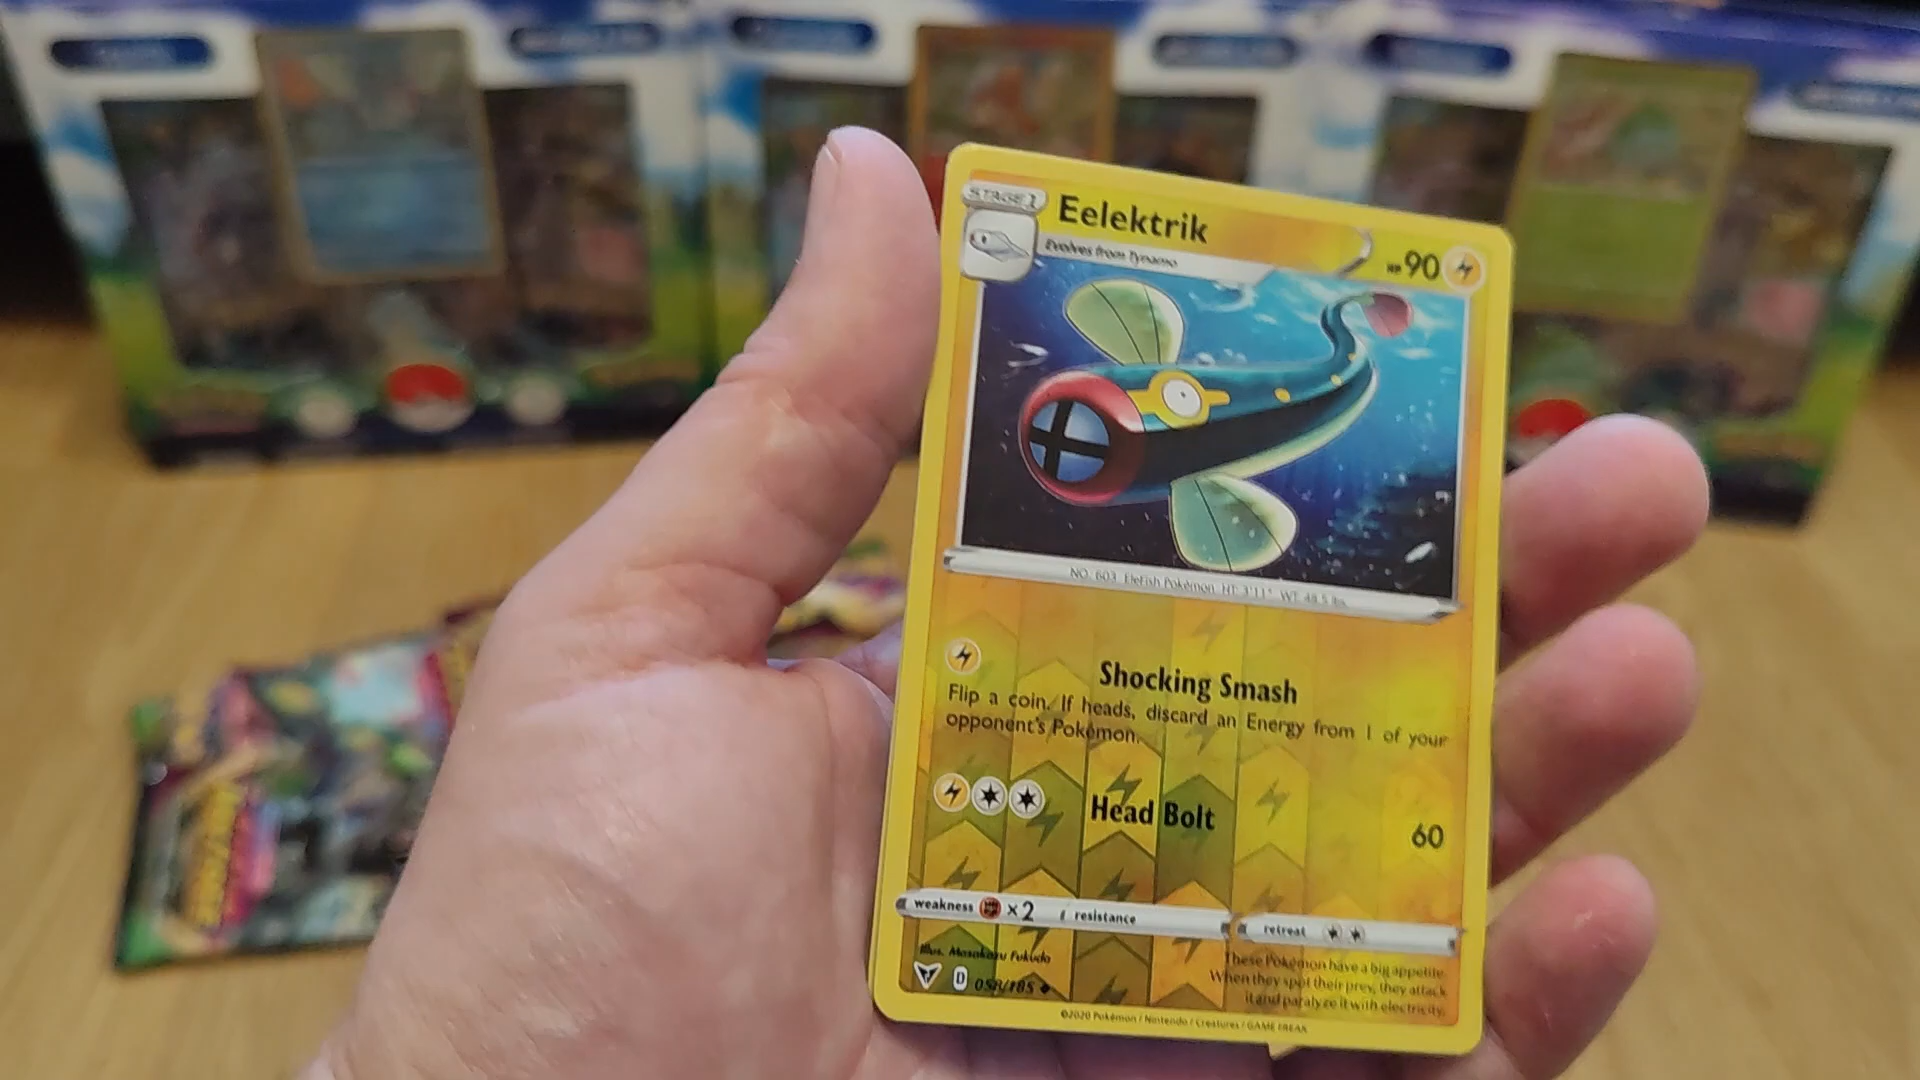 STAGE 1
Eelektrik
Evolves from Tynamo
HP 90
NO. 603 EleFish Pokémon HT: 3'11" WT: 48.5 lbs.
Shocking Smash
Flip a coin. If heads, discard an Energy from 1 of your
opponent's Pokémon.
Head Bolt
60
weakness ×2 resistance
retreat
Illus. Masakazu Fukuda
These Pokémon have a big appetite.
When they spot their prey, they attack
it and paralyze it with electricity.
D 058/185
©2020 Pokémon / Nintendo / Creatures / GAME FREAK